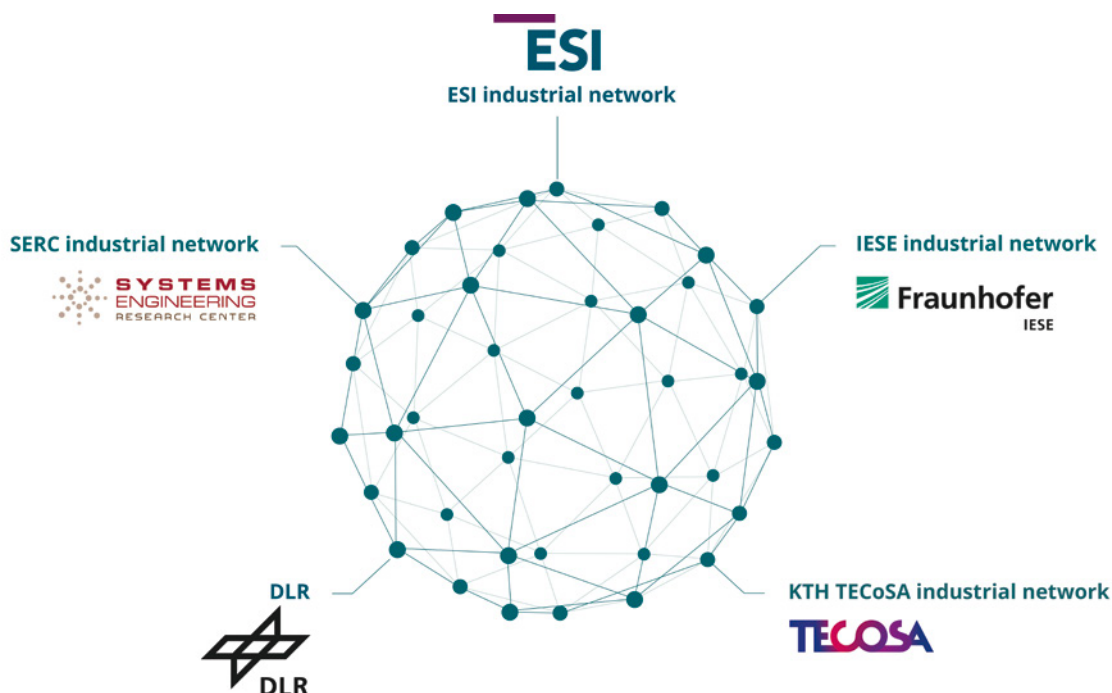 ESI
ESI industrial network
SERC industrial network
SYSTEMS
ENGINEERING
RESEARCH CENTER
IESE industrial network
Fraunhofer
IESE
DLR
DLR
KTH TECoSA industrial network
TECOSA